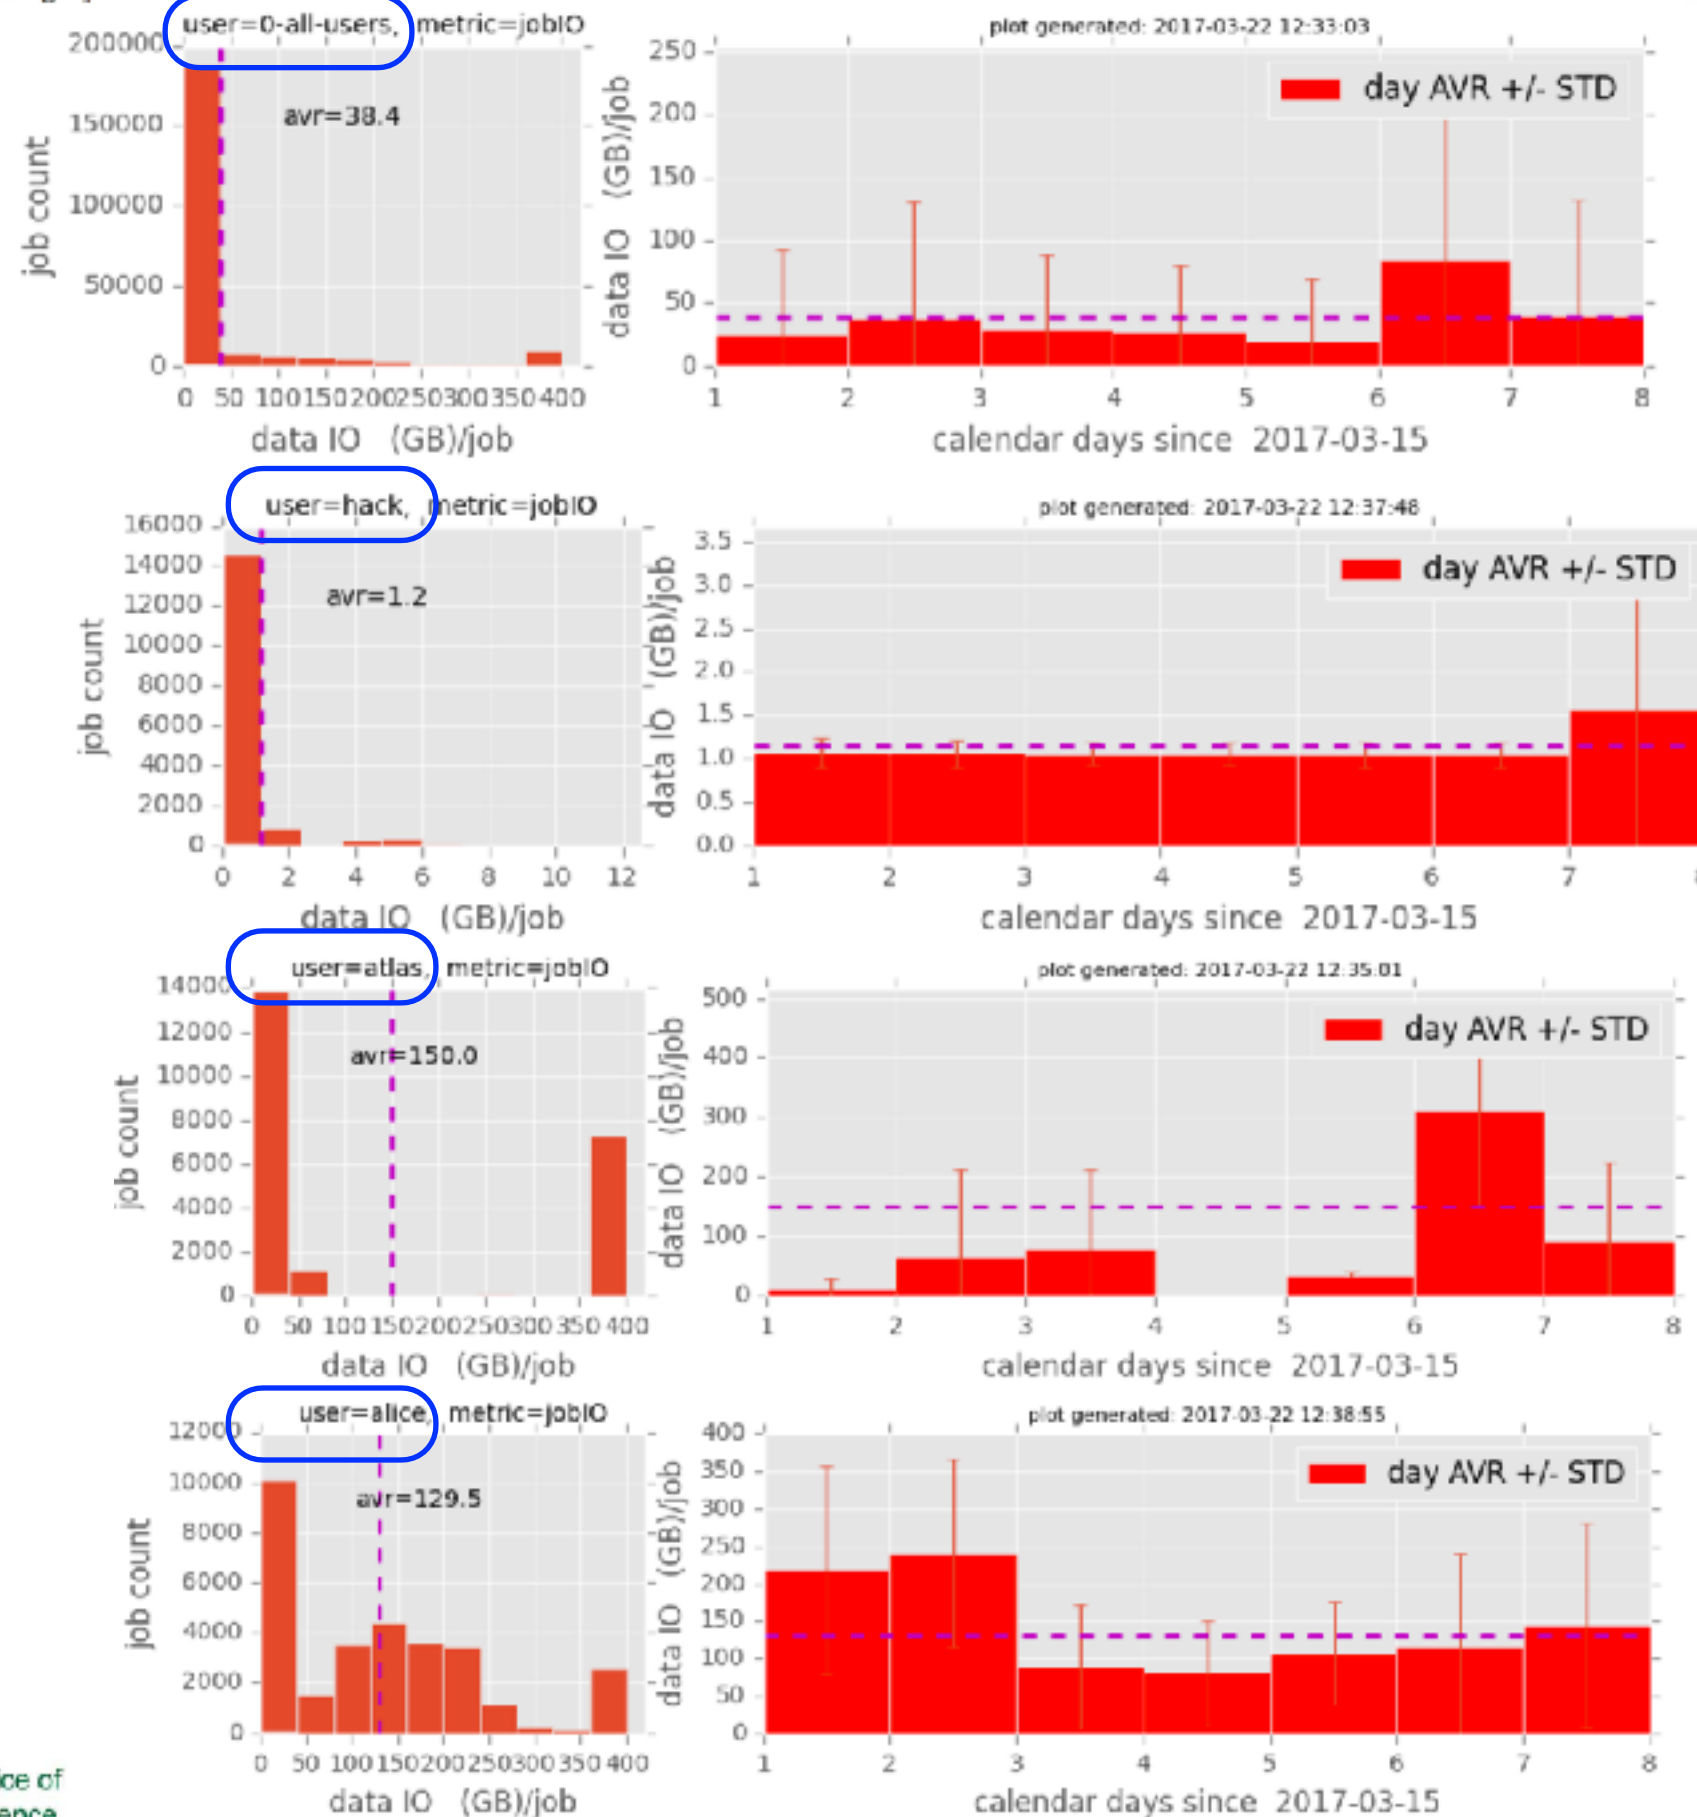 user=0-all-users, metric=jobIO
plot generated: 2017-03-22 12:33:03
200000
150000
100000
50000
0
job count
avr=38.4
0 50 100 150 200 250 300 350 400
data IO (GB)/job
250
200
150
100
50
0
data IO (GB)/job
day AVR +/- STD
1 2 3 4 5 6 7 8
calendar days since 2017-03-15
user=hack, metric=jobIO
plot generated: 2017-03-22 12:37:48
16000
14000
12000
10000
8000
6000
4000
2000
0
job count
avr=1.2
0 2 4 6 8 10 12
data IO (GB)/job
3.5
3.0
2.5
2.0
1.5
1.0
0.5
0.0
data IO (GB)/job
day AVR +/- STD
1 2 3 4 5 6 7
calendar days since 2017-03-15
user=atlas, metric=jobIO
plot generated: 2017-03-22 12:35:01
14000
12000
10000
8000
6000
4000
2000
0
job count
avr=150.0
0 50 100 150 200 250 300 350 400
data IO (GB)/job
500
400
300
200
100
0
data IO (GB)/job
day AVR +/- STD
1 2 3 4 5 6 7 8
calendar days since 2017-03-15
user=alice, metric=jobIO
plot generated: 2017-03-22 12:38:55
12000
10000
8000
6000
4000
2000
0
job count
avr=129.5
0 50 100 150 200 250 300 350 400
data IO (GB)/job
400
350
300
250
200
150
100
50
0
data IO (GB)/job
day AVR +/- STD
1 2 3 4 5 6 7 8
calendar days since 2017-03-15
ice of
ence